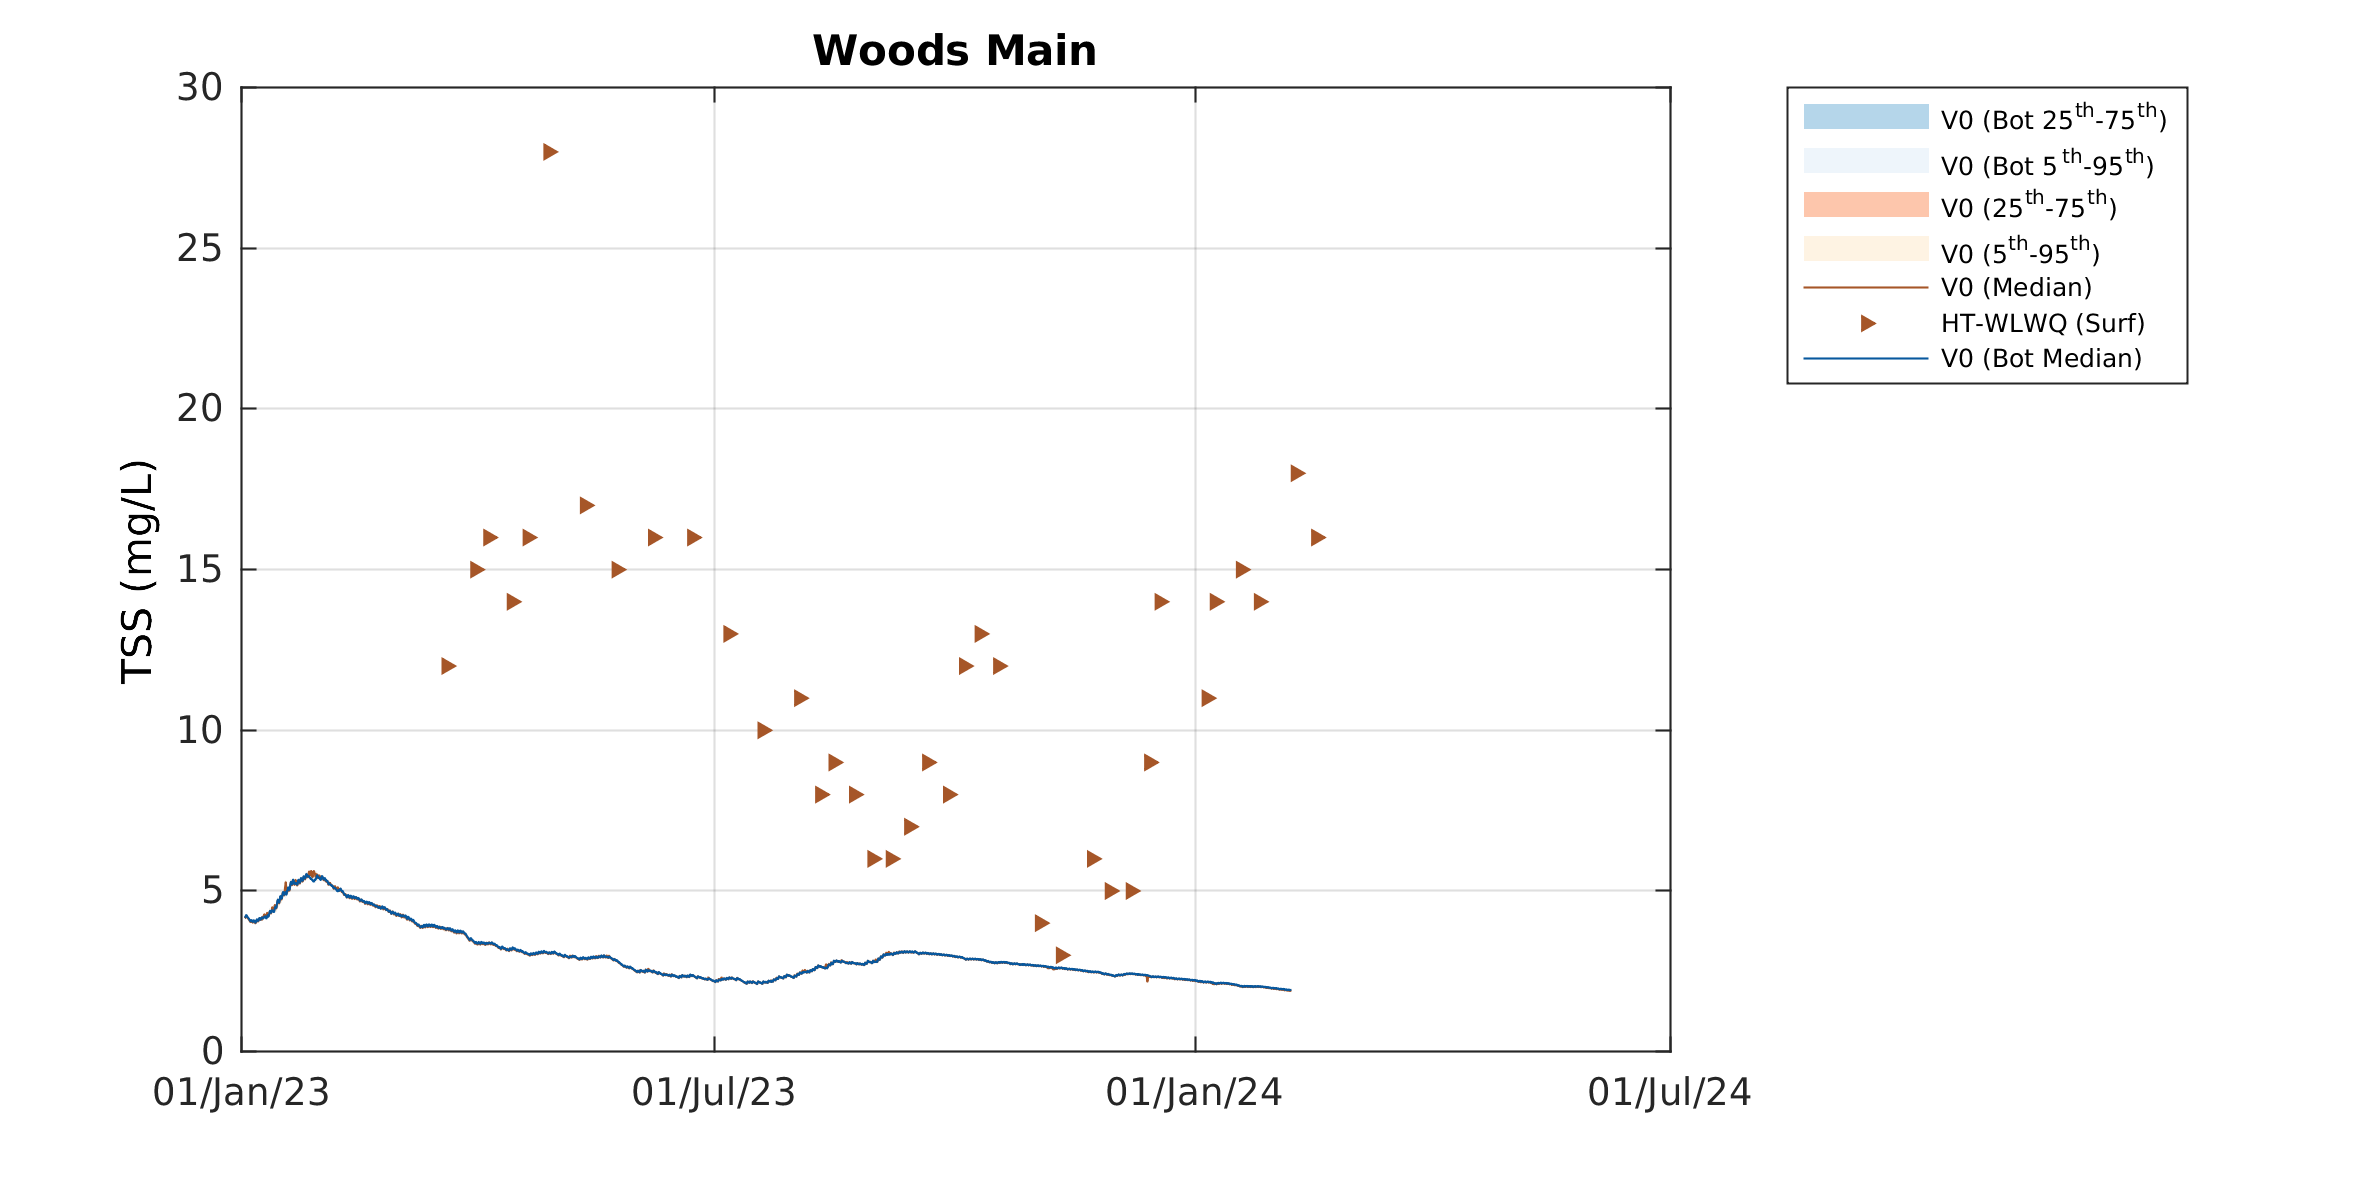 Woods Main
30
25
20
15
10
5
0
TSS (mg/L)
01/Jan/23
01/Jul/23
01/Jan/24
01/Jul/24
V0 (Bot 25th-75th)
V0 (Bot 5th-95th)
V0 (25th-75th)
V0 (5th-95th)
V0 (Median)
HT-WLWQ (Surf)
V0 (Bot Median)